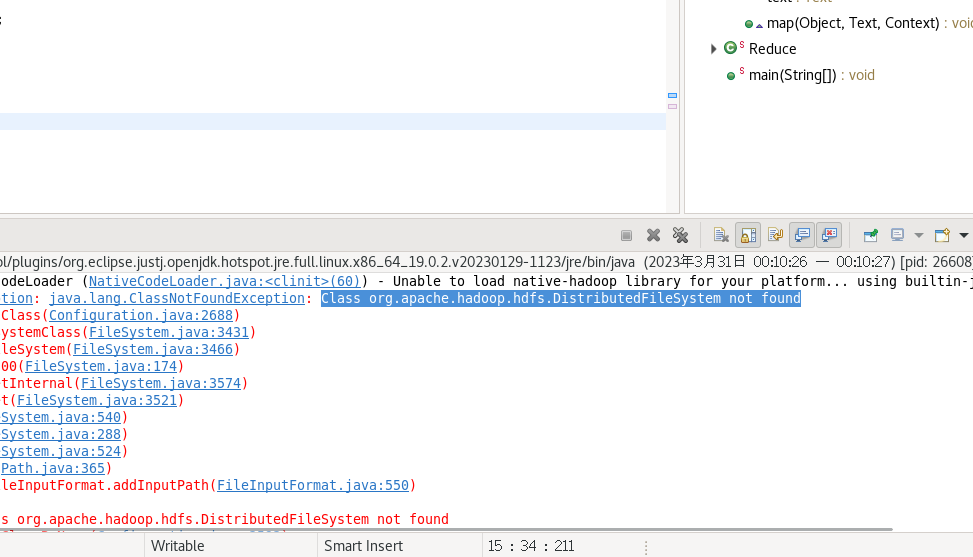 ;
text : Text
map(Object, Text, Context) : void
S Reduce
S main(String[]) : void
ol/plugins/org.eclipse.justj.openjdk.hotspot.jre.full.linux.x86_64_19.0.2.v20230129-1123/jre/bin/java (2023年3月31日 00:10:26 — 00:10:27) [pid: 26608]
odeLoader (NativeCodeLoader.java:<clinit>(60)) - Unable to load native-hadoop library for your platform... using builtin-j
tion: java.lang.ClassNotFoundException: Class org.apache.hadoop.hdfs.DistributedFileSystem not found
Class(Configuration.java:2688)
ystemClass(FileSystem.java:3431)
leSystem(FileSystem.java:3466)
00(FileSystem.java:174)
tInternal(FileSystem.java:3574)
t(FileSystem.java:3521)
eSystem.java:540)
eSystem.java:288)
eSystem.java:524)
Path.java:365)
leInputFormat.addInputPath(FileInputFormat.java:550)
s org.apache.hadoop.hdfs.DistributedFileSystem not found
Writable
Smart Insert
15 : 34 : 211